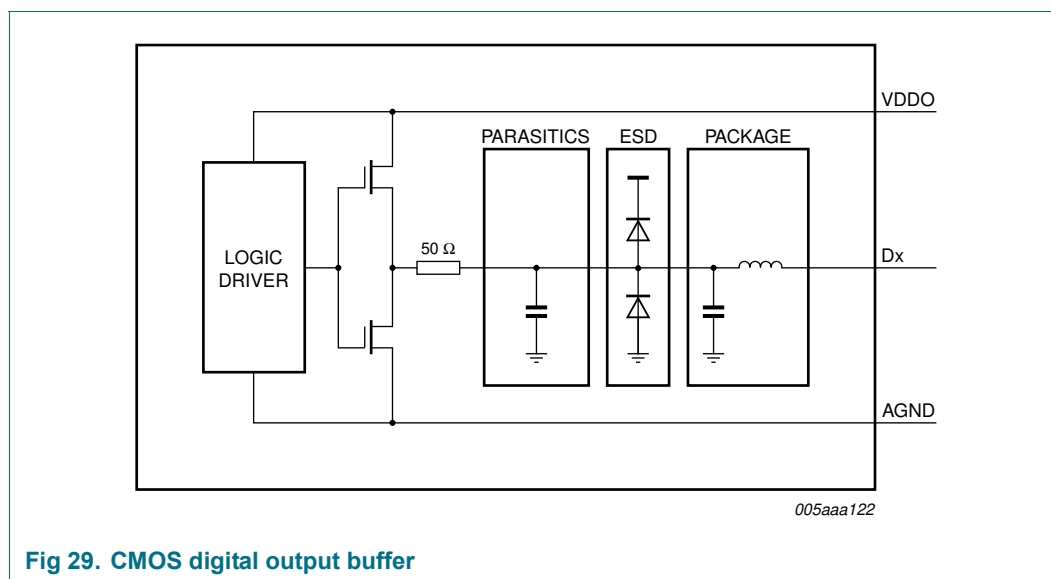 VDDO
PARASITICS ESD PACKAGE
50 Ω
LOGIC
DRIVER
Dx
AGND
005aaa122
Fig 29. CMOS digital output buffer